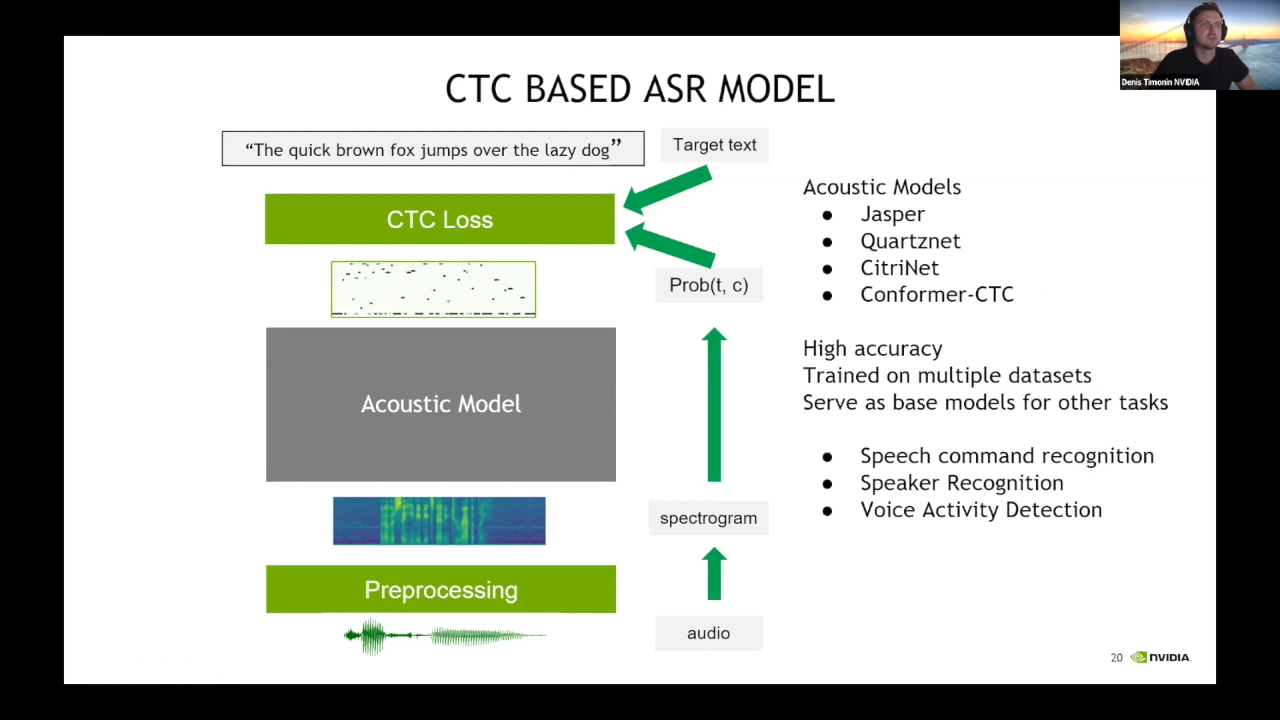 CTC BASED ASR MODEL
Denis Timonin NVIDIA
“The quick brown fox jumps over the lazy dog”
Target text
CTC Loss
Prob(t, c)
Acoustic Model
spectrogram
Preprocessing
audio
Acoustic Models
● Jasper
● Quartznet
● CitriNet
● Conformer-CTC
High accuracy
Trained on multiple datasets
Serve as base models for other tasks
● Speech command recognition
● Speaker Recognition
● Voice Activity Detection
20 NVIDIA.